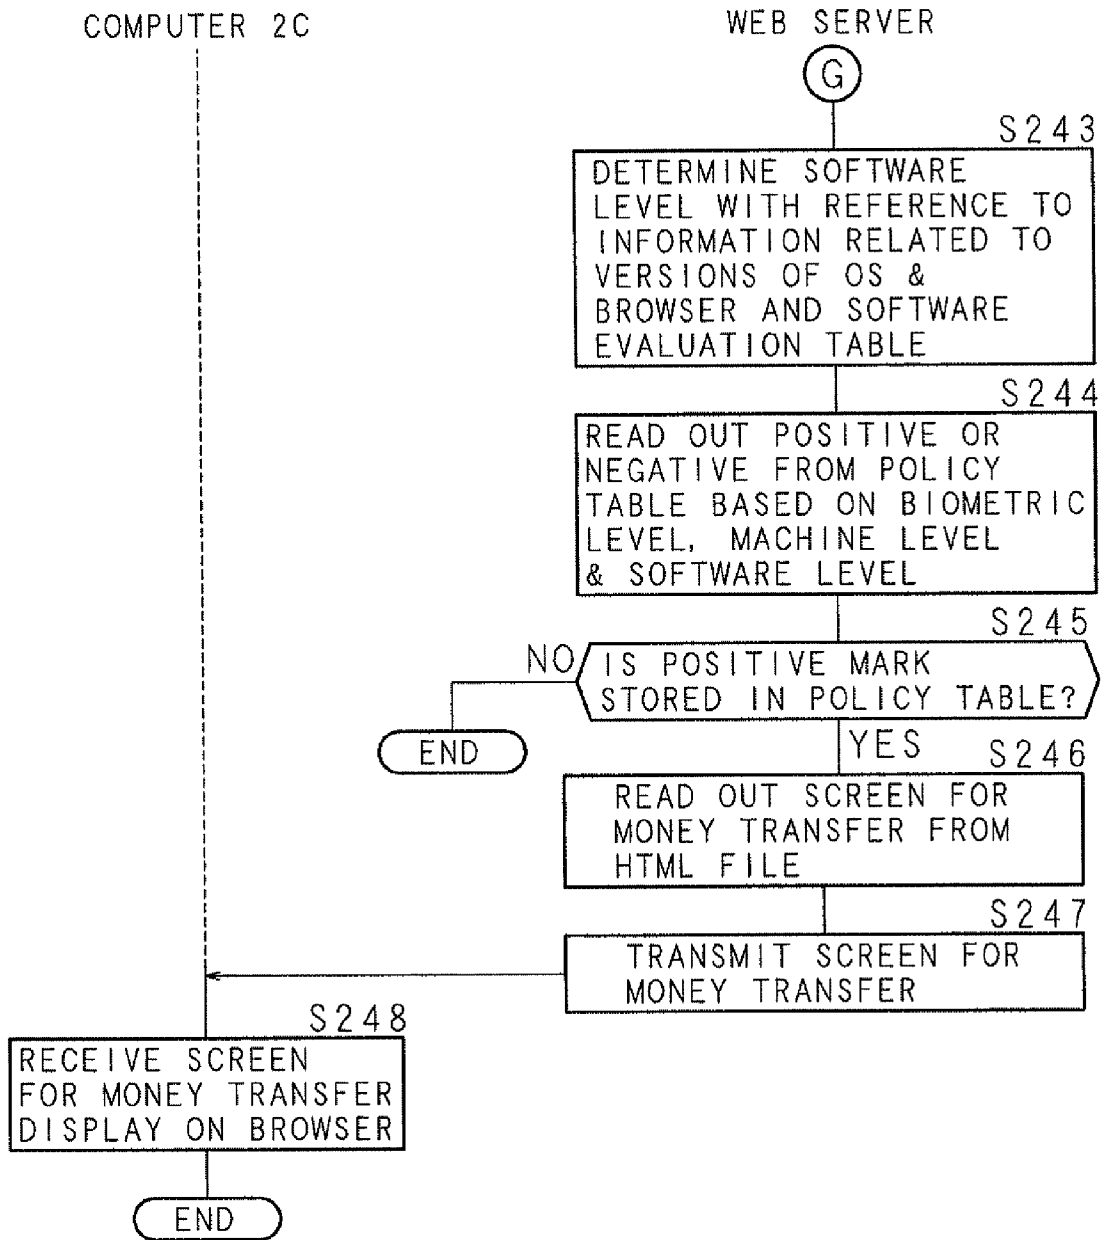 COMPUTER 2C
WEB SERVER
G
S243
DETERMINE SOFTWARE
LEVEL WITH REFERENCE TO
INFORMATION RELATED TO
VERSIONS OF OS &
BROWSER AND SOFTWARE
EVALUATION TABLE
S244
READ OUT POSITIVE OR
NEGATIVE FROM POLICY
TABLE BASED ON BIOMETRIC
LEVEL, MACHINE LEVEL
& SOFTWARE LEVEL
S245
IS POSITIVE MARK
STORED IN POLICY TABLE?
NO
END
YES
S246
READ OUT SCREEN FOR
MONEY TRANSFER FROM
HTML FILE
S247
TRANSMIT SCREEN FOR
MONEY TRANSFER
S248
RECEIVE SCREEN
FOR MONEY TRANSFER
DISPLAY ON BROWSER
END